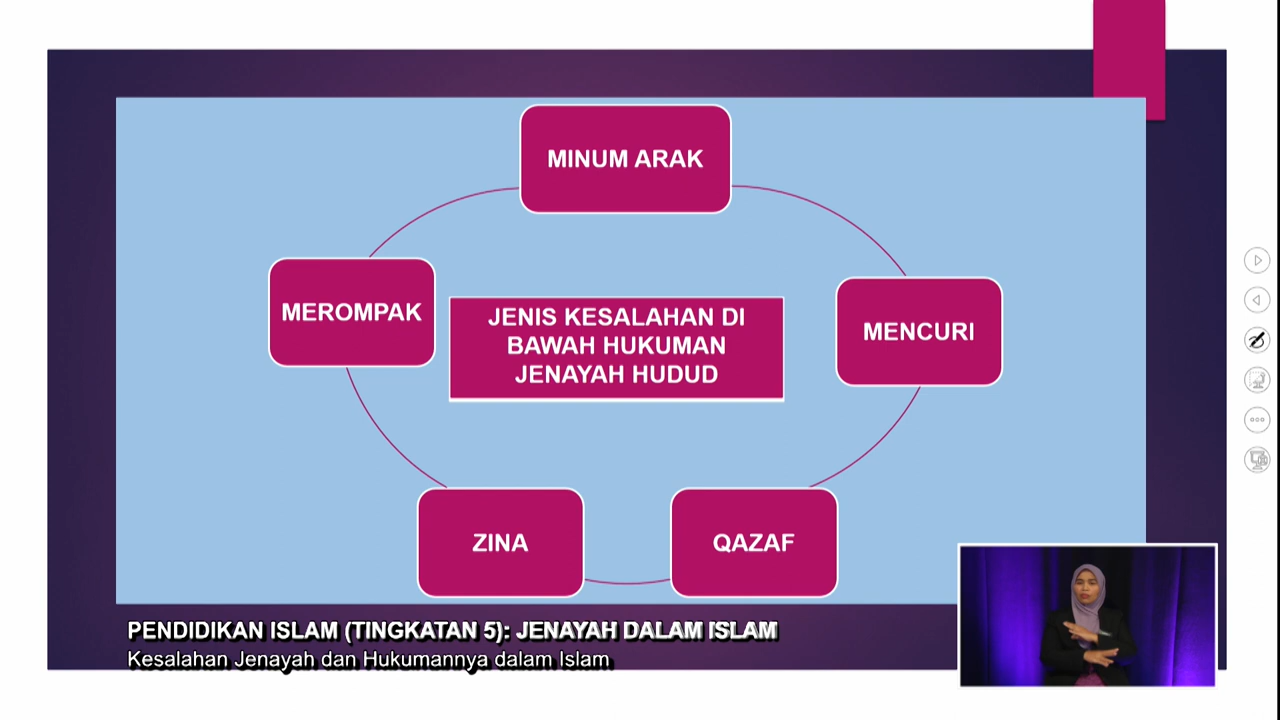 MINUM ARAK
MEROMPAK
JENIS KESALAHAN DI
BAWAH HUKUMAN
JENAYAH HUDUD
MENCURI
ZINA
QAZAF
PENDIDIKAN ISLAM (TINGKATAN 5): JENAYAH DALAM ISLAM
Kesalahan Jenayah dan Hukumannya dalam Islam